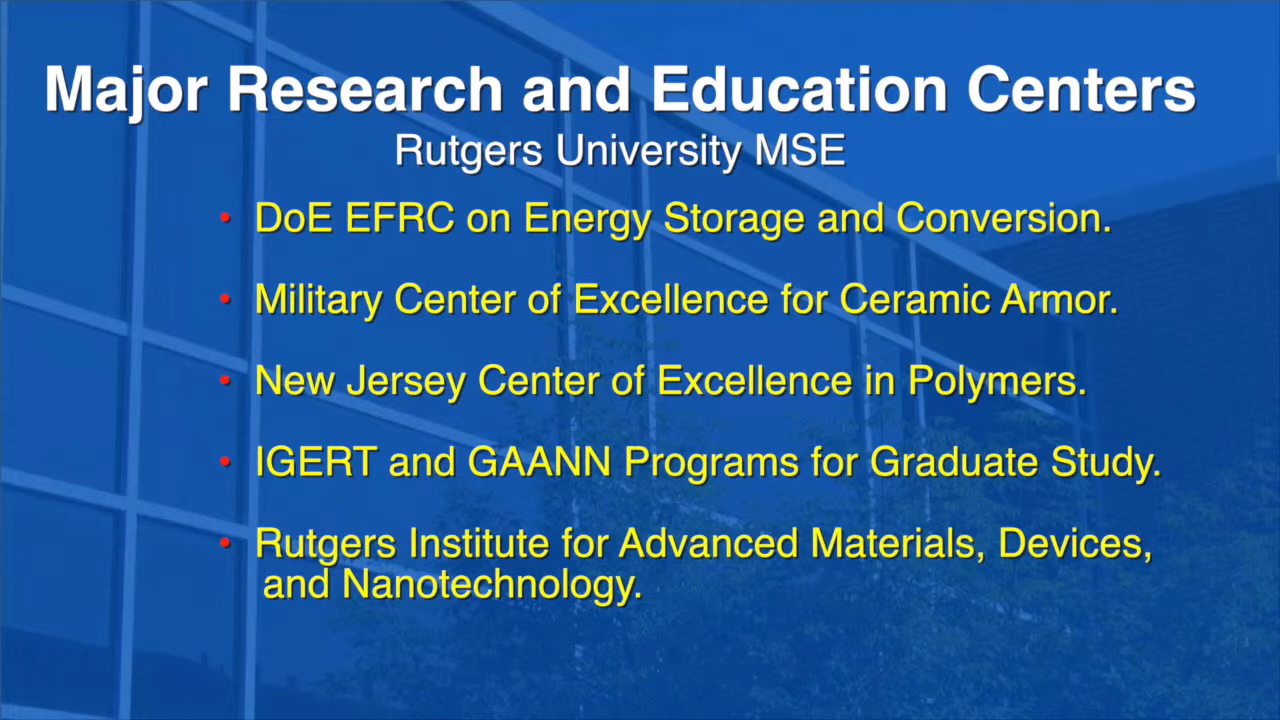 Major Research and Education Centers
Rutgers University MSE
• DoE EFRC on Energy Storage and Conversion.
• Military Center of Excellence for Ceramic Armor.
• New Jersey Center of Excellence in Polymers.
• IGERT and GAANN Programs for Graduate Study.
• Rutgers Institute for Advanced Materials, Devices,
and Nanotechnology.